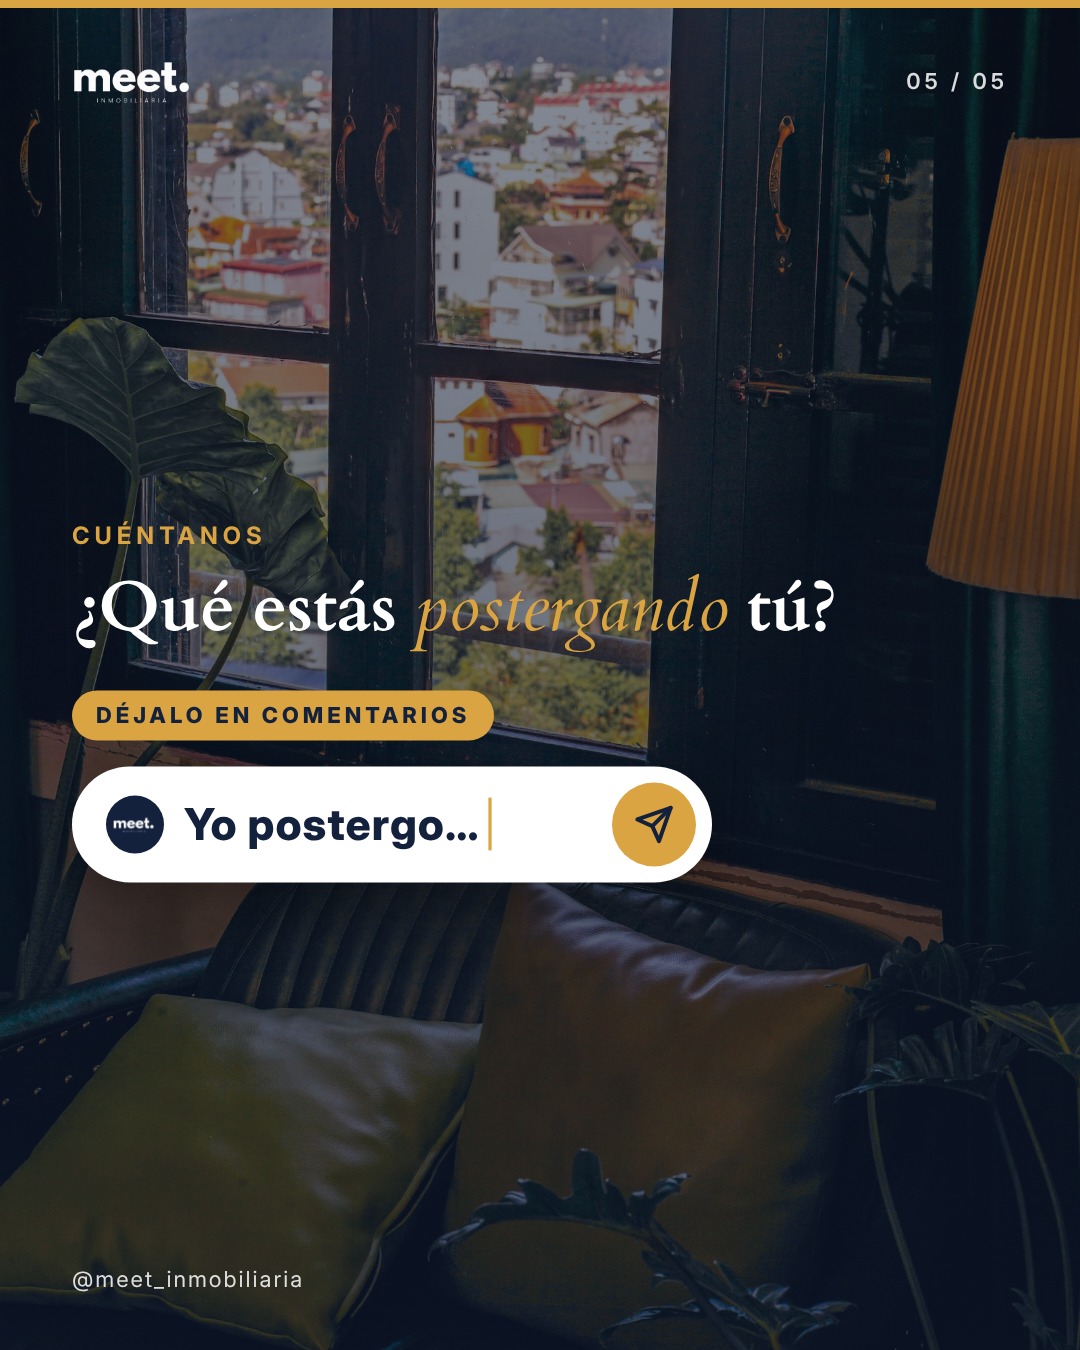 meet.
INMOBILIARIA
05 / 05
CUÉNTANOS
¿Qué estás postergando tú?
DÉJALO EN COMENTARIOS
meet.
Yo postergo...
@meet_inmobiliaria